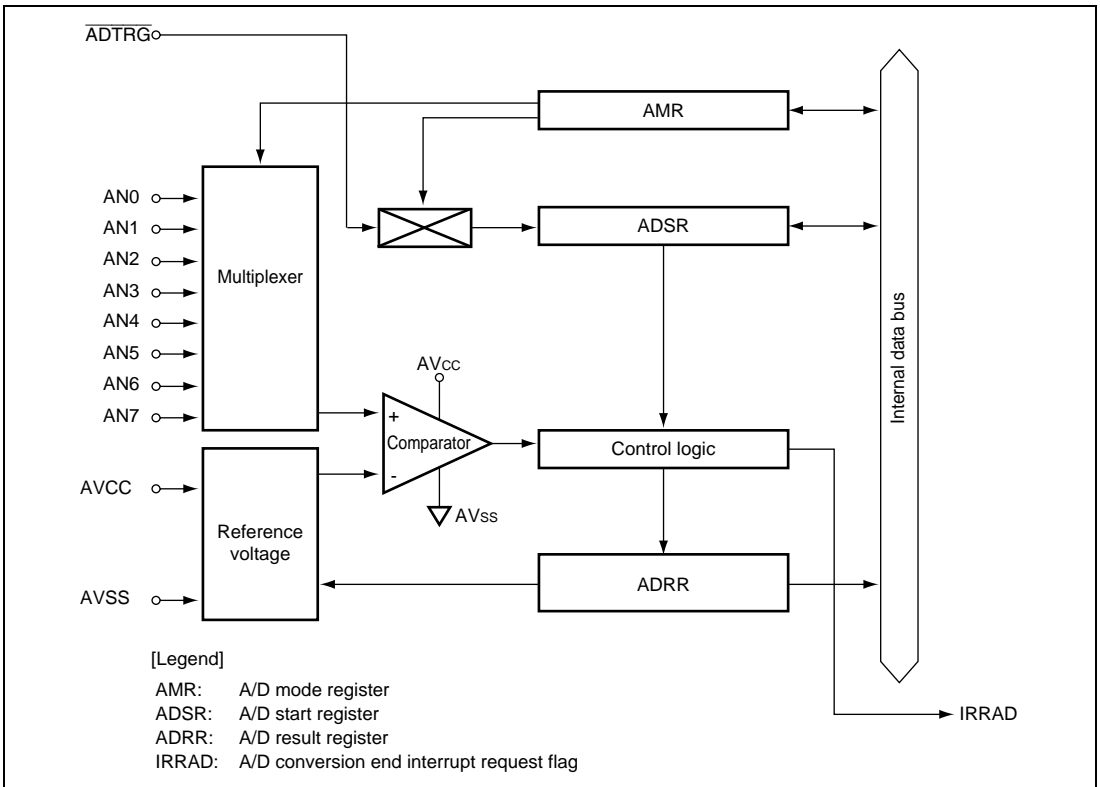 ADTRG
AMR
AN0
AN1
AN2
AN3
AN4
AN5
AN6
AN7
Multiplexer
ADSR
Internal data bus
AVCC
+
Comparator
-
AVSS
Control logic
AVCC
Reference
voltage
AVSS
ADRR
[Legend]
AMR: A/D mode register
ADSR: A/D start register
ADRR: A/D result register
IRRAD: A/D conversion end interrupt request flag
IRRAD